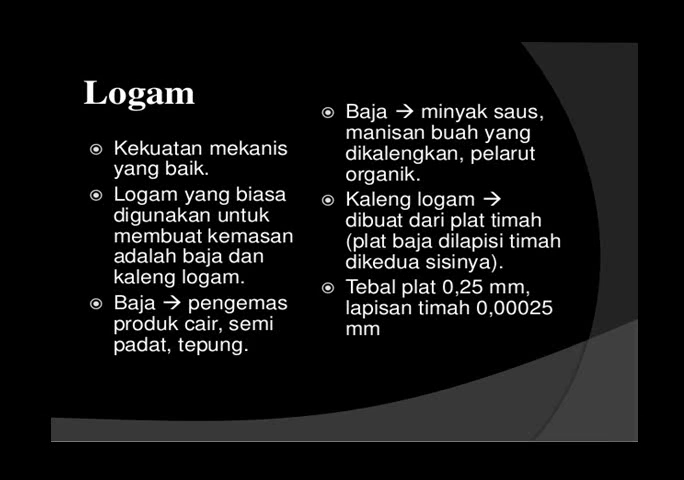 Logam
◉ Kekuatan mekanis
yang baik.
◉ Logam yang biasa
digunakan untuk
membuat kemasan
adalah baja dan
kaleng logam.
◉ Baja → pengemas
produk cair, semi
padat, tepung.
◉ Baja → minyak saus,
manisan buah yang
dikalengkan, pelarut
organik.
◉ Kaleng logam →
dibuat dari plat timah
(plat baja dilapisi timah
dikedua sisinya).
◉ Tebal plat 0,25 mm,
lapisan timah 0,00025
mm